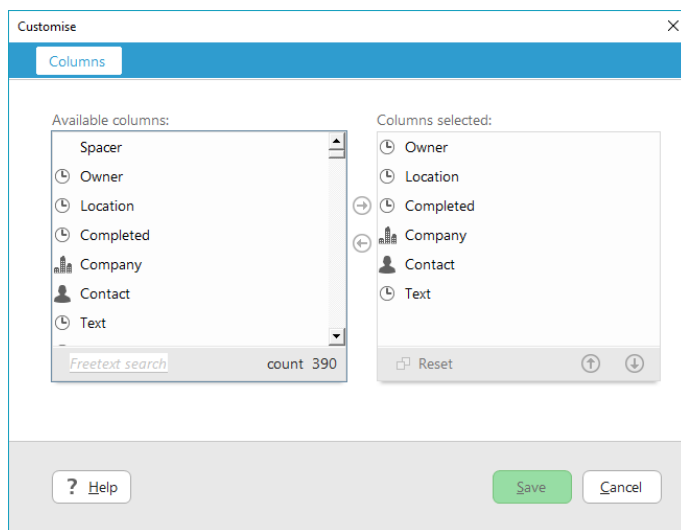 Customise
Columns
Available columns:
Spacer
Owner
Location
Completed
Company
Contact
Text
Freetext search
count 390
Columns selected:
Owner
Location
Completed
Company
Contact
Text
Reset
? Help
Save
Cancel